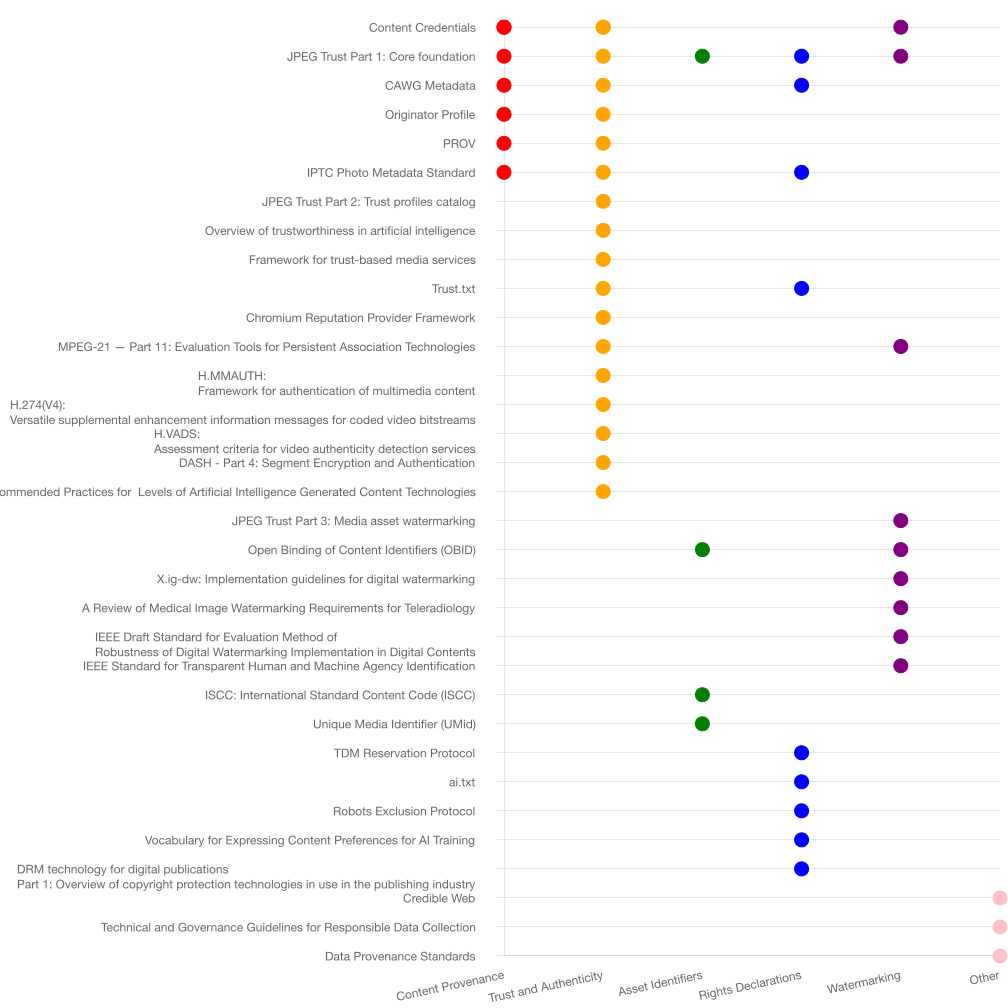 Content Credentials
JPEG Trust Part 1: Core foundation
CAWG Metadata
Originator Profile
PROV
IPTC Photo Metadata Standard
JPEG Trust Part 2: Trust profiles catalog
Overview of trustworthiness in artificial intelligence
Framework for trust-based media services
Trust.txt
Chromium Reputation Provider Framework
MPEG-21 — Part 11: Evaluation Tools for Persistent Association Technologies
H.MMAUTH:
Framework for authentication of multimedia content
H.274(V4):
Versatile supplemental enhancement information messages for coded video bitstreams
H.VADS:
Assessment criteria for video authenticity detection services
DASH - Part 4: Segment Encryption and Authentication
Practices for  Levels of Artificial Intelligence Generated Content Technologies
JPEG Trust Part 3: Media asset watermarking
Open Binding of Content Identifiers (OBID)
X.ig-dw: Implementation guidelines for digital watermarking
A Review of Medical Image Watermarking Requirements for Teleradiology
IEEE Draft Standard for Evaluation Method of
Robustness of Digital Watermarking Implementation in Digital Contents
IEEE Standard for Transparent Human and Machine Agency Identification
ISCC: International Standard Content Code (ISCC)
Unique Media Identifier (UMid)
TDM Reservation Protocol
ai.txt
Robots Exclusion Protocol
Vocabulary for Expressing Content Preferences for AI Training
DRM technology for digital publications
Part 1: Overview of copyright protection technologies in use in the publishing industry
Credible Web
Technical and Governance Guidelines for Responsible Data Collection
Data Provenance Standards
Content Provenance
Trust and Authenticity
Asset Identifiers
Rights Declarations
Watermarking
Other